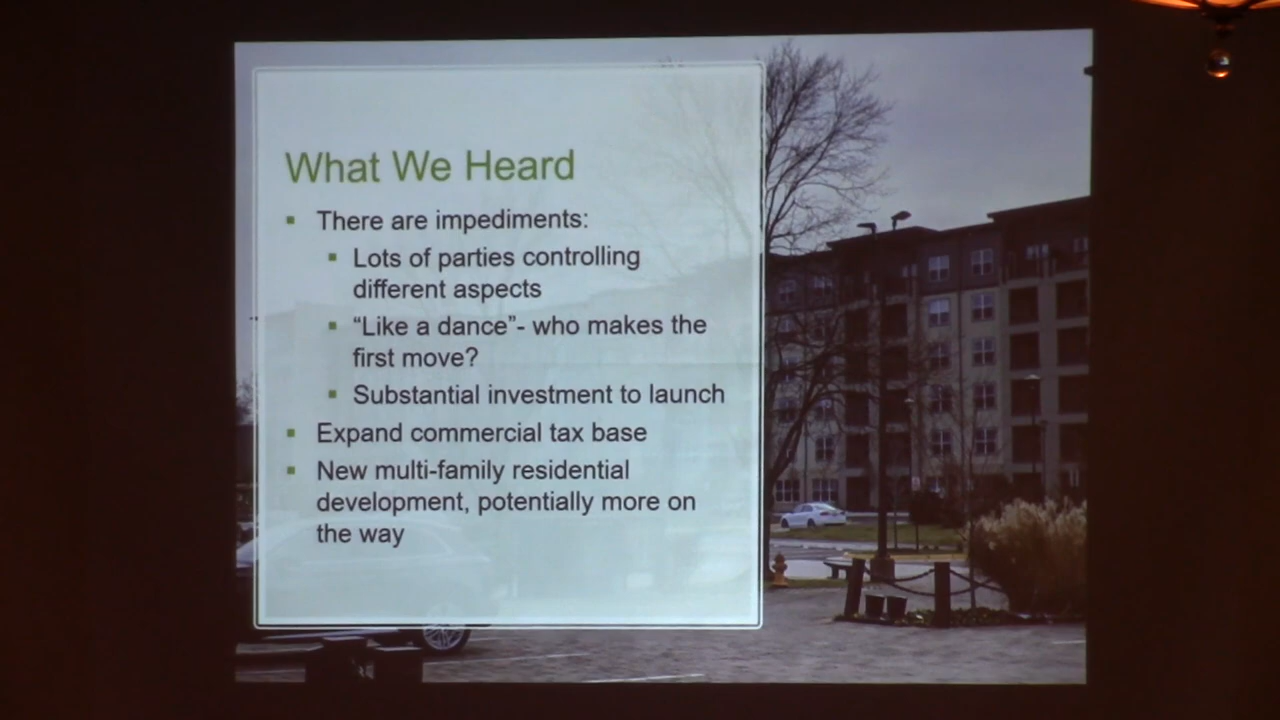 What We Heard
There are impediments:
Lots of parties controlling
different aspects
“Like a dance”- who makes the
first move?
Substantial investment to launch
Expand commercial tax base
New multi-family residential
development, potentially more on
the way